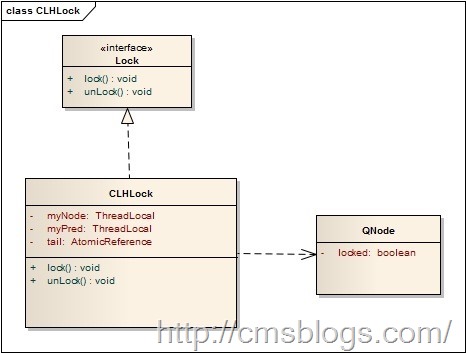 class CLHLock
«interface»
Lock
+ lock() : void
+ unLock() : void
CLHLock
- myNode: ThreadLocal
- myPred: ThreadLocal
- tail: AtomicReference
+ lock() : void
+ unLock() : void
QNode
- locked: boolean
http://cmsblogs.com/